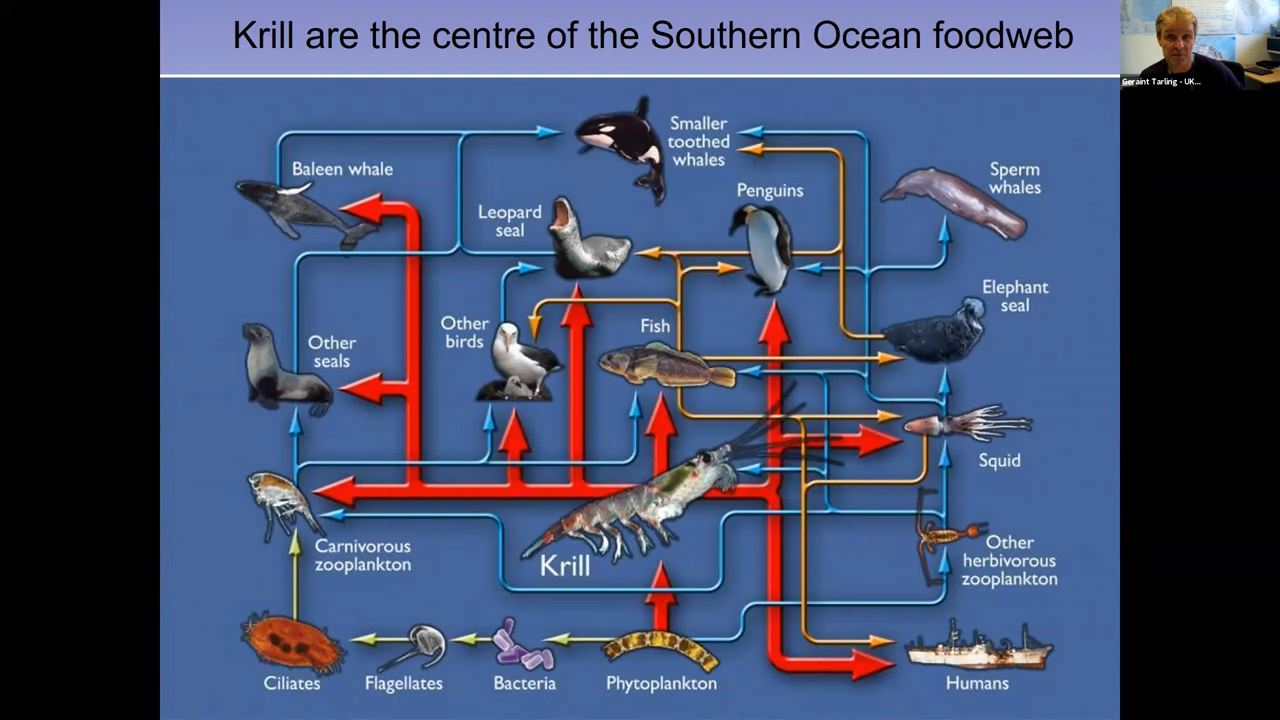 Krill are the centre of the Southern Ocean foodweb
Geraint Tarling - UK...
Smaller
toothed
whales
Baleen whale
Sperm
whales
Penguins
Leopard
seal
Elephant
seal
Other
birds
Fish
Other
seals
Squid
Carnivorous
zooplankton
Krill
Other
herbivorous
zooplankton
Ciliates
Flagellates
Bacteria
Phytoplankton
Humans